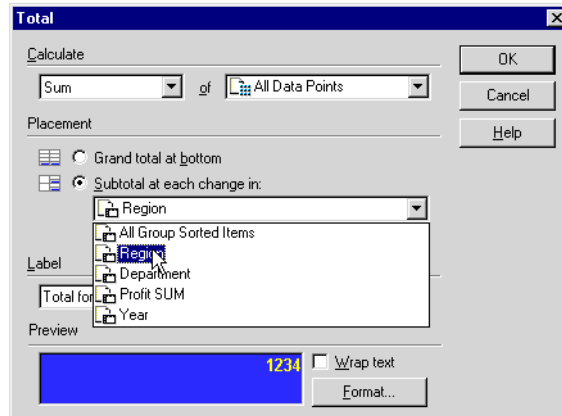 Total
Calculate
OK
Sum of All Data Points
Cancel
Placement
Help
Grand total at bottom
Subtotal at each change in:
Region
All Group Sorted Items
Region
Label
Department
Total for
Profit SUM
Year
Preview
1234
Wrap text
Format...